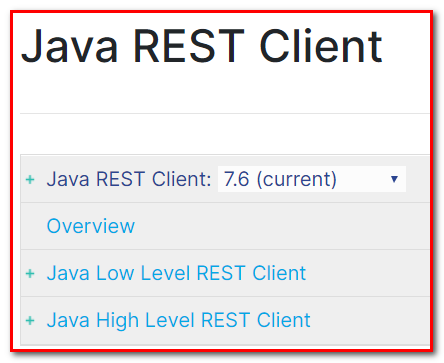 Java REST Client
+ Java REST Client: 7.6 (current) ▼
Overview
+ Java Low Level REST Client
+ Java High Level REST Client